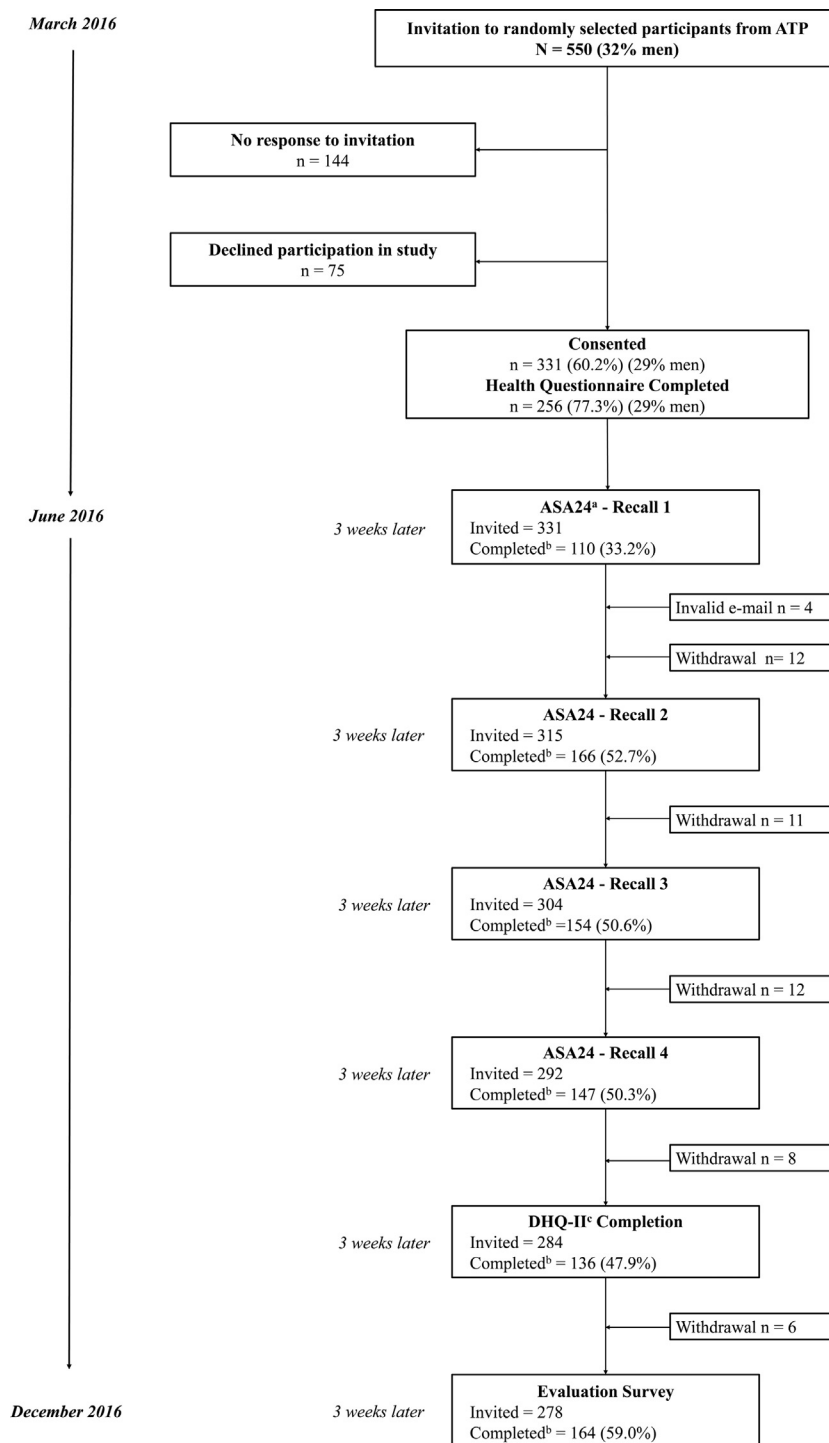 March 2016
Invitation to randomly selected participants from ATP
N = 550 (32% men)
No response to invitation
n = 144
Declined participation in study
n = 75
Consented
n = 331 (60.2%) (29% men)
Health Questionnaire Completed
n = 256 (77.3%) (29% men)
June 2016
3 weeks later
ASA24ᵃ - Recall 1
Invited = 331
Completedᵇ = 110 (33.2%)
Invalid e-mail n = 4
Withdrawal n= 12
3 weeks later
ASA24 - Recall 2
Invited = 315
Completedᵇ = 166 (52.7%)
Withdrawal n = 11
3 weeks later
ASA24 - Recall 3
Invited = 304
Completedᵇ =154 (50.6%)
Withdrawal n = 12
3 weeks later
ASA24 - Recall 4
Invited = 292
Completedᵇ = 147 (50.3%)
Withdrawal n = 8
3 weeks later
DHQ-IIᶜ Completion
Invited = 284
Completedᵇ = 136 (47.9%)
Withdrawal n = 6
December 2016
3 weeks later
Evaluation Survey
Invited = 278
Completedᵇ = 164 (59.0%)